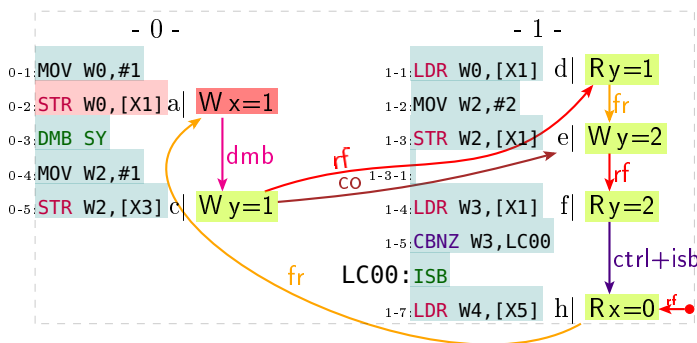 - 0 -
0-1: MOV W0,#1
0-2: STR W0,[X1] a| W x=1
0-3: DMB SY
dmb
0-4: MOV W2,#1
0-5: STR W2,[X3] c| W y=1
- 1 -
1-1: LDR W0,[X1] d| R y=1
fr
1-2: MOV W2,#2
1-3: STR W2,[X1] e| W y=2
rf
co
1-3-1:
rf
1-4: LDR W3,[X1] f| R y=2
1-5: CBNZ W3,LC00
ctrl+isb
LC00: ISB
fr
1-7: LDR W4,[X5] h| R x=0
rf